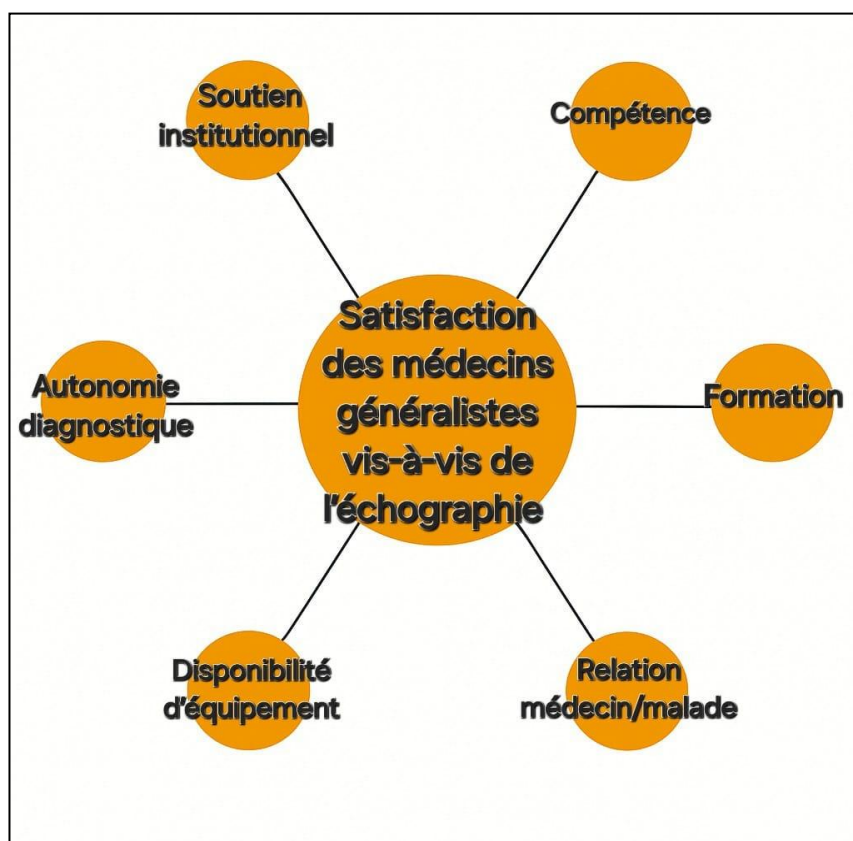 Soutien
institutionnel
Compétence
Satisfaction
des médecins
généralistes
vis-à-vis de
l'échographie
Autonomie
diagnostique
Formation
Disponibilité
d'équipement
Relation
médecin/malade